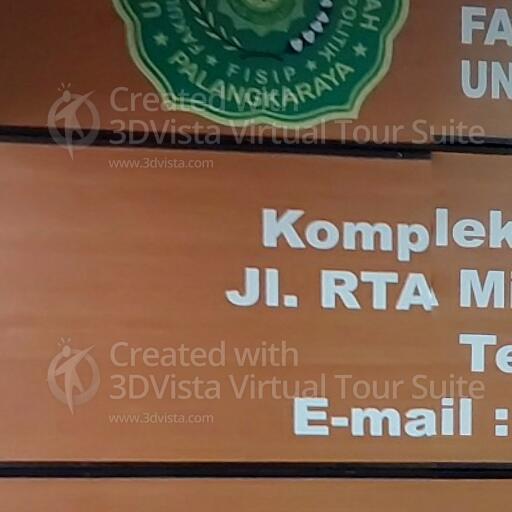 FISIP
PALANGKARAYA
FA
UN
Created with
3DVista Virtual Tour Suite
www.3dvista.com
Komplek
Jl. RTA Mi
Te
Created with
3DVista Virtual Tour Suite
www.3dvista.com
E-mail :